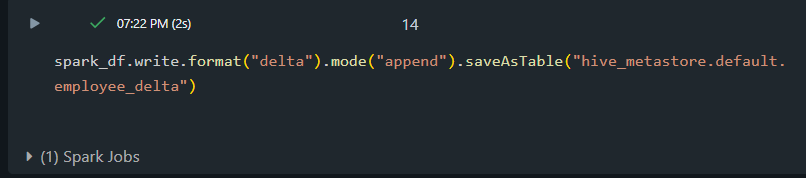 07:22 PM (2s)
14
spark_df.write.format("delta").mode("append").saveAsTable("hive_metastore.default.
employee_delta")
(1) Spark Jobs